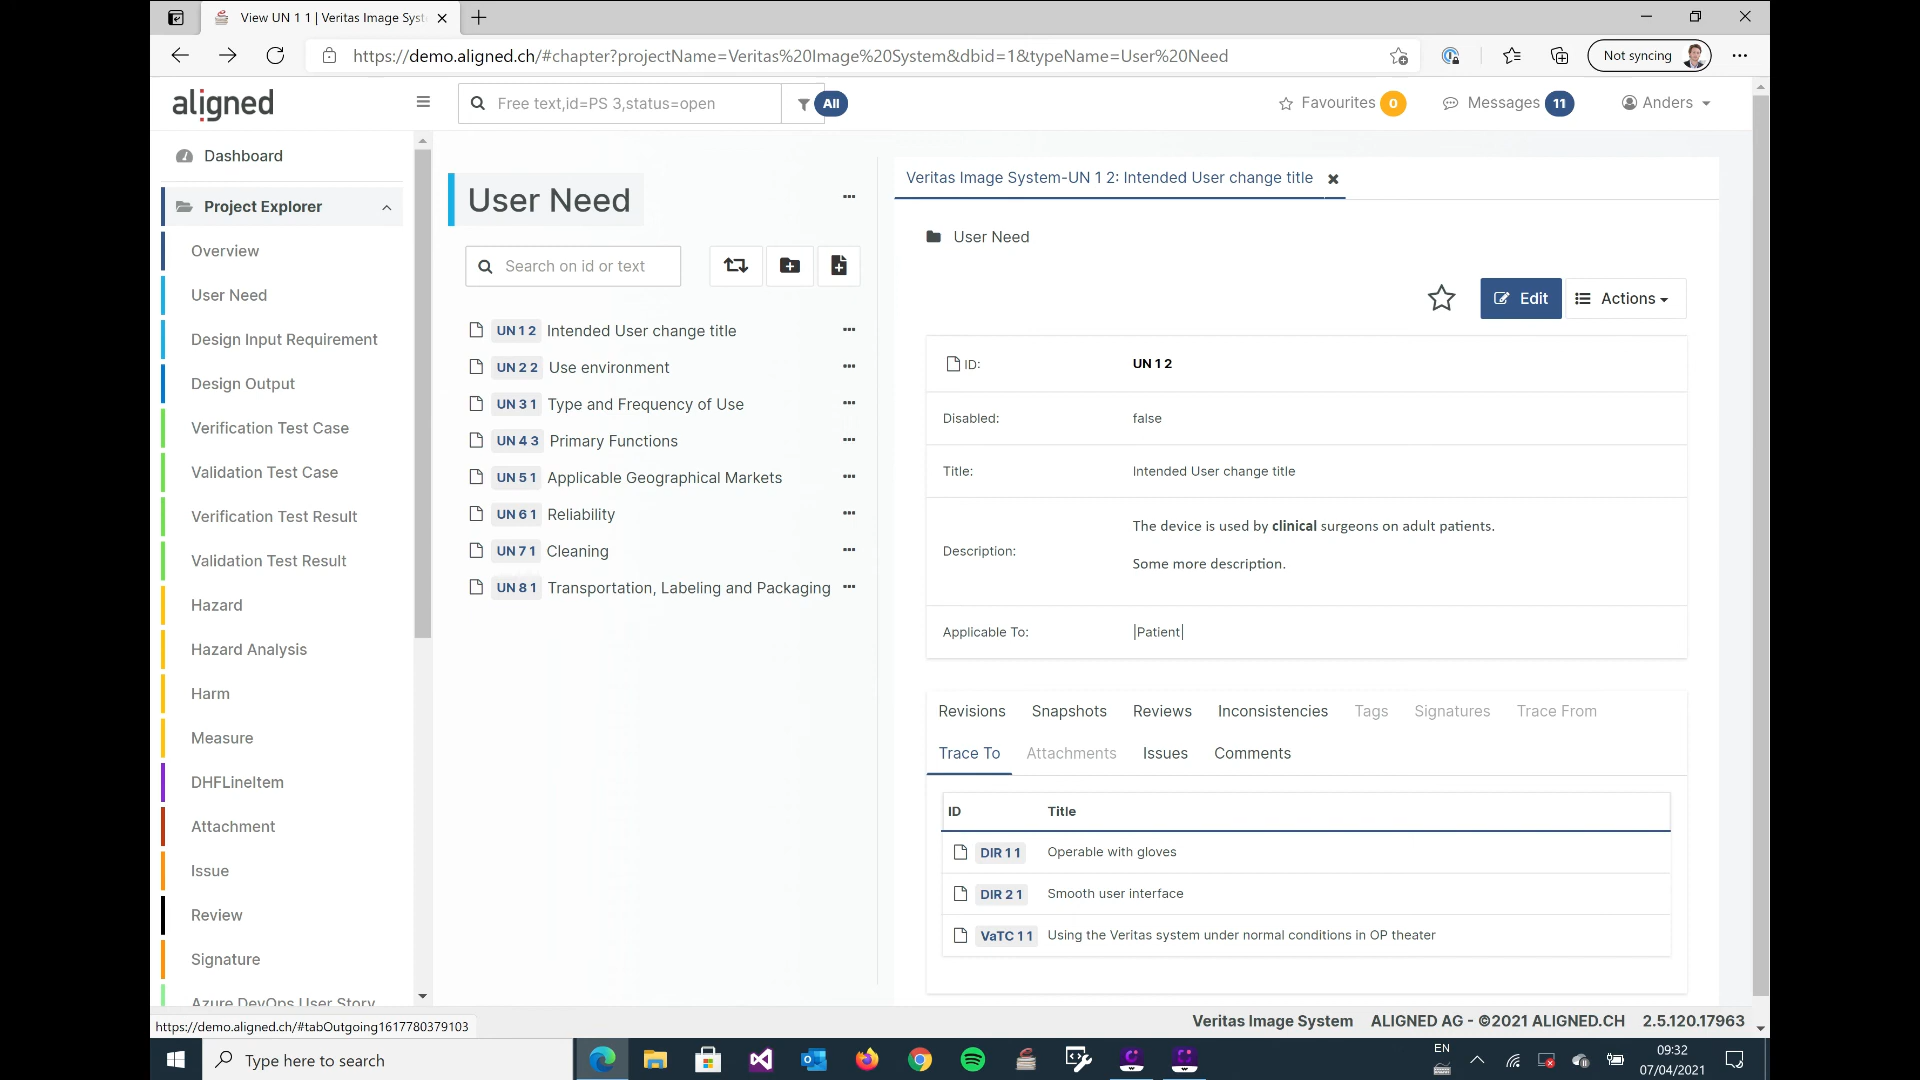 View UN 1 1 | Veritas Image Syst
https://demo.aligned.ch/#chapter?projectName=Veritas%20Image%20System&dbid=1&typeName=User%20Need
Not syncing
aligned
Free text,id=PS 3,status=open
All
Favourites 0
Messages 11
Anders
Dashboard
Project Explorer
Overview
User Need
Design Input Requirement
Design Output
Verification Test Case
Validation Test Case
Verification Test Result
Validation Test Result
Hazard
Hazard Analysis
Harm
Measure
DHFLineItem
Attachment
Issue
Review
Signature
Azure DevOps User Story
https://demo.aligned.ch/#tabOutgoing1617780379103
User Need
Search on id or text
UN 1 2 Intended User change title
UN 2 2 Use environment
UN 3 1 Type and Frequency of Use
UN 4 3 Primary Functions
UN 5 1 Applicable Geographical Markets
UN 6 1 Reliability
UN 7 1 Cleaning
UN 8 1 Transportation, Labeling and Packaging
Veritas Image System-UN 1 2: Intended User change title
User Need
Edit
Actions
ID: UN 1 2
Disabled: false
Title: Intended User change title
Description: The device is used by clinical surgeons on adult patients.
Some more description.
Applicable To: |Patient|
Revisions Snapshots Reviews Inconsistencies Tags Signatures Trace From
Trace To Attachments Issues Comments
ID Title
DIR 1 1 Operable with gloves
DIR 2 1 Smooth user interface
VaTC 1 1 Using the Veritas system under normal conditions in OP theater
Veritas Image System ALIGNED AG - ©2021 ALIGNED.CH 2.5.120.17963
Type here to search
EN
09:32
07/04/2021